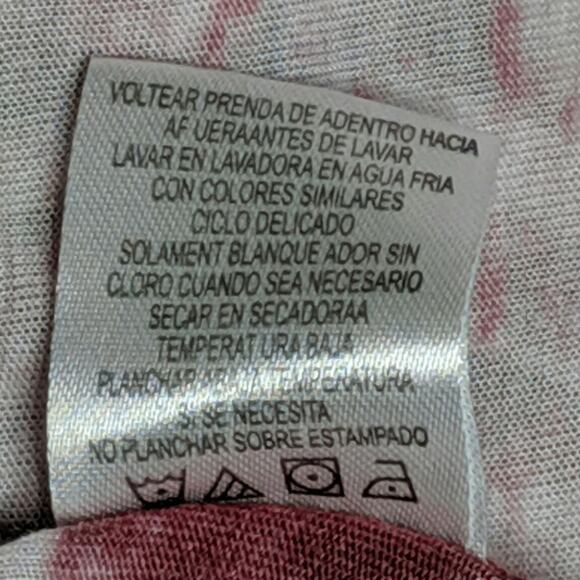 VOLTEAR PRENDA DE ADENTRO HACIA
AF UERAANTES DE LAVAR
LAVAR EN LAVADORA EN AGUA FRIA
CON COLORES SIMILARES
CICLO DELICADO
SOLAMENT BLANQUE ADOR SIN
CLORO CUANDO SEA NECESARIO
SECAR EN SECADORAA
TEMPERAT URA BAJA
PLANCHAR A BAJA TEMPERATURA
SI SE NECESITA
NO PLANCHAR SOBRE ESTAMPADO